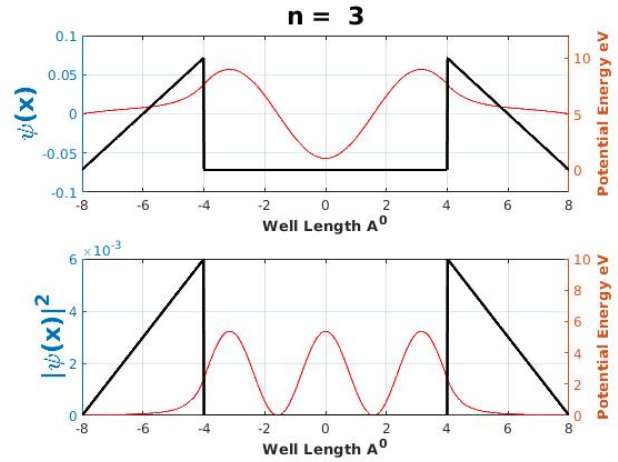 n = 3
ψ(x)
0.1
0.05
0
-0.05
-0.1
-8 -6 -4 -2 0 2 4 6 8
Well Length A⁰
10
5
0
Potential Energy eV
|ψ(x)|²
×10⁻³
6
4
2
0
-8 -6 -4 -2 0 2 4 6 8
Well Length A⁰
10
8
6
4
2
0
Potential Energy eV